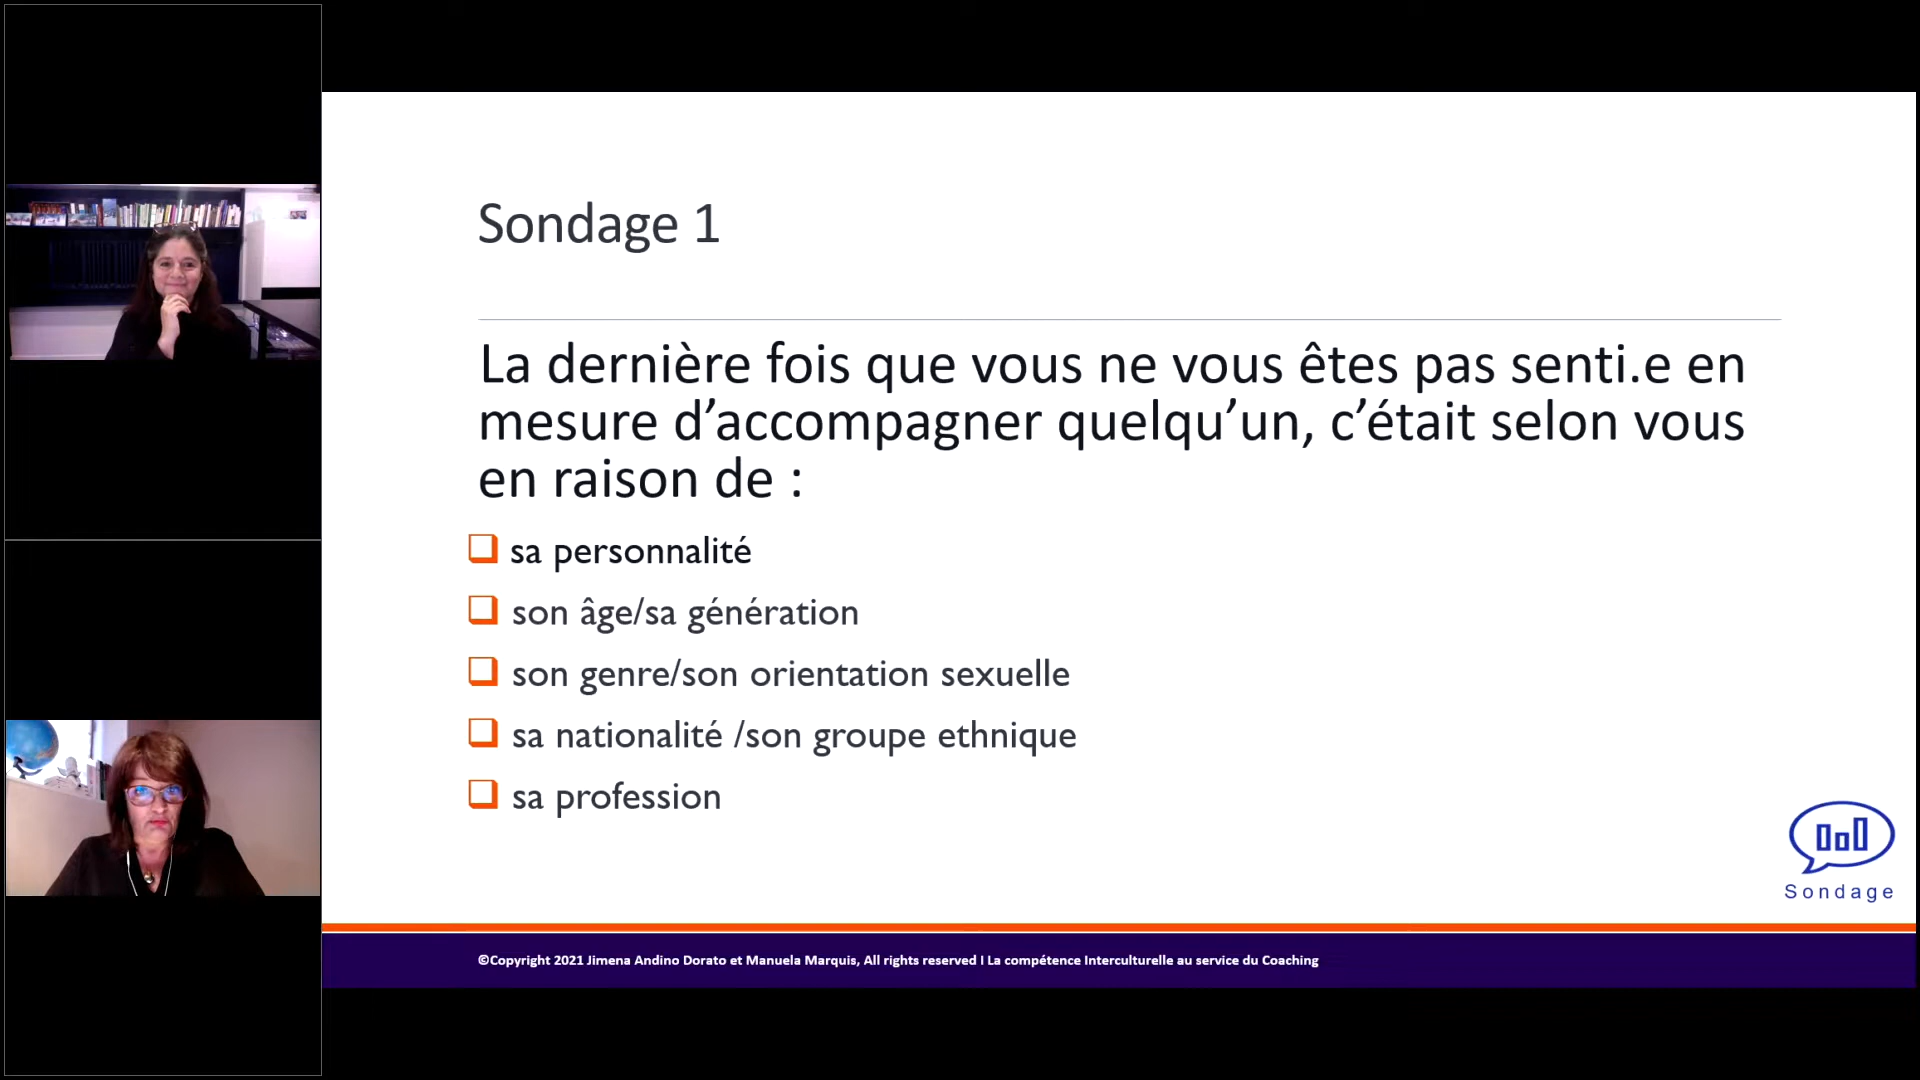 Sondage 1
La dernière fois que vous ne vous êtes pas senti.e en
mesure d’accompagner quelqu’un, c’était selon vous
en raison de :
sa personnalité
son âge/sa génération
son genre/son orientation sexuelle
sa nationalité /son groupe ethnique
sa profession
Sondage
©Copyright 2021 Jimena Andino Dorato et Manuela Marquis, All rights reserved I La compétence Interculturelle au service du Coaching